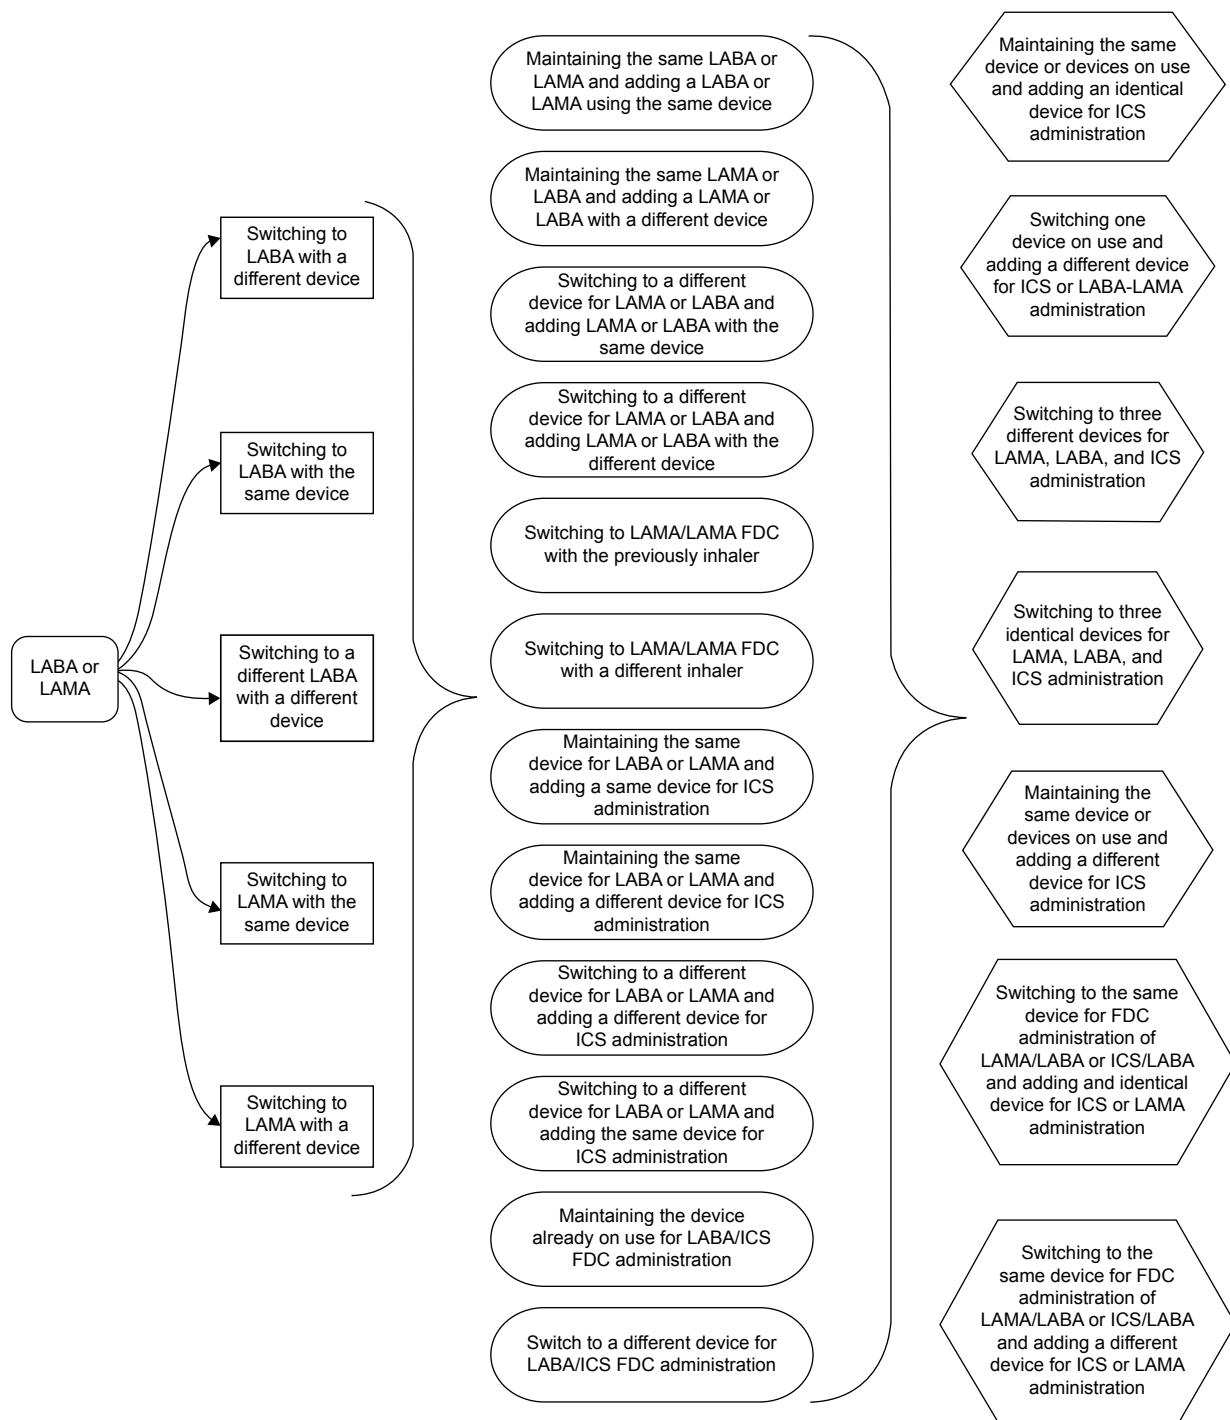 LABA or
LAMA
Switching to
LABA with a
different device
Switching to
LABA with the
same device
Switching to a
different LABA
with a different
device
Switching to
LAMA with the
same device
Switching to
LAMA with a
different device
Maintaining the same LABA or
LAMA and adding a LABA or
LAMA using the same device
Maintaining the same LAMA or
LABA and adding a LAMA or
LABA with a different device
Switching to a different
device for LAMA or LABA and
adding LAMA or LABA with the
same device
Switching to a different
device for LAMA or LABA and
adding LAMA or LABA with the
different device
Switching to LAMA/LAMA FDC
with the previously inhaler
Switching to LAMA/LAMA FDC
with a different inhaler
Maintaining the same
device for LABA or LAMA and
adding a same device for ICS
administration
Maintaining the same
device for LABA or LAMA and
adding a different device for ICS
administration
Switching to a different
device for LABA or LAMA and
adding a different device for
ICS administration
Switching to a different
device for LABA or LAMA and
adding the same device for
ICS administration
Maintaining the device
already on use for LABA/ICS
FDC administration
Switch to a different device for
LABA/ICS FDC administration
Maintaining the same
device or devices on use
and adding an identical
device for ICS
administration
Switching one
device on use and
adding a different device
for ICS or LABA-LAMA
administration
Switching to three
different devices for
LAMA, LABA, and ICS
administration
Switching to three
identical devices for
LAMA, LABA, and
ICS administration
Maintaining the
same device or
devices on use and
adding a different
device for ICS
administration
Switching to the same
device for FDC
administration of
LAMA/LABA or ICS/LABA
and adding and identical
device for ICS or LAMA
administration
Switching to the
same device for FDC
administration of
LAMA/LABA or ICS/LABA
and adding a different
device for ICS or LAMA
administration